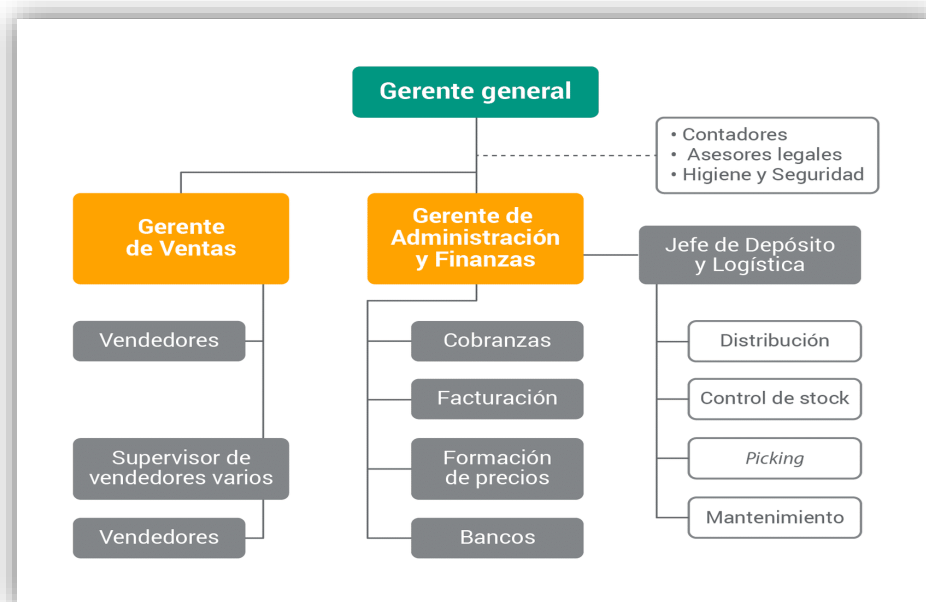 Gerente general
• Contadores
• Asesores legales
• Higiene y Seguridad
Gerente
de Ventas
Gerente de
Administración
y Finanzas
Jefe de Depósito
y Logística
Vendedores
Supervisor de
vendedores varios
Vendedores
Cobranzas
Facturación
Formación
de precios
Bancos
Distribución
Control de stock
Picking
Mantenimiento